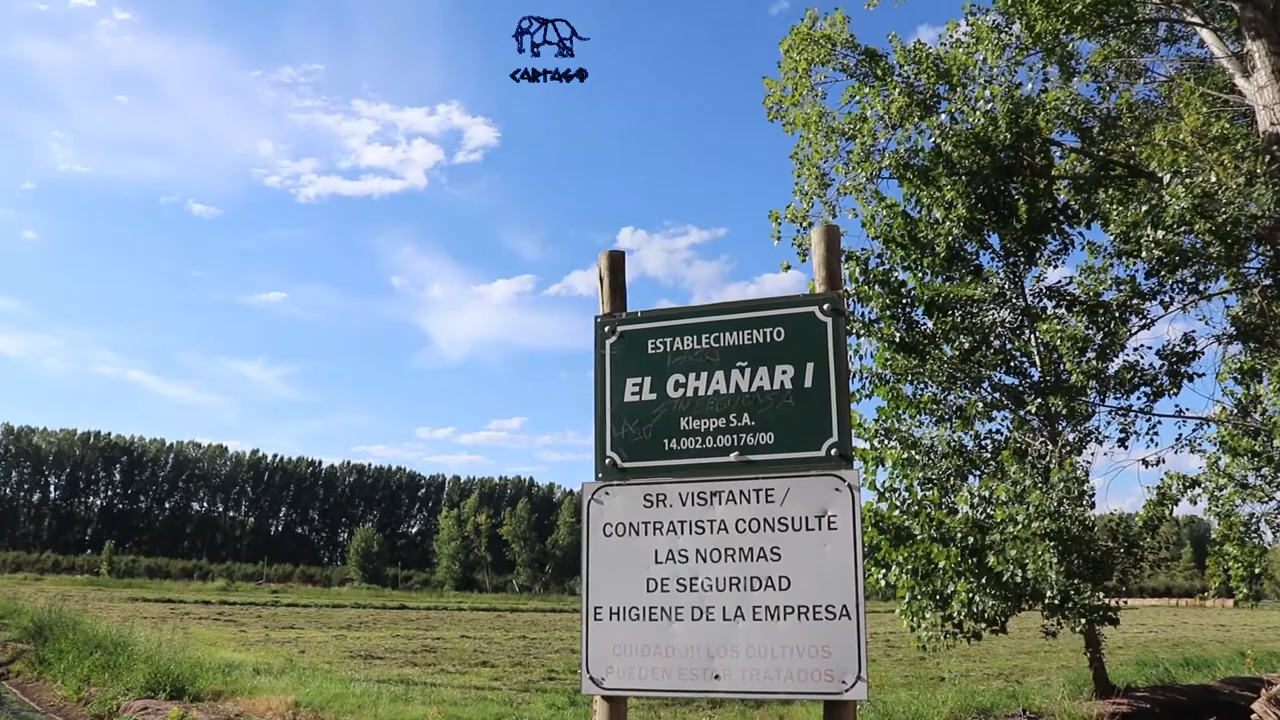 CARTAGO
ESTABLECIMIENTO
EL CHAÑAR I
Kleppe S.A.
14.002.0.00176/00
SR. VISITANTE /
CONTRATISTA CONSULTE
LAS NORMAS
DE SEGURIDAD
E HIGIENE DE LA EMPRESA
CUIDADO!! LOS CULTIVOS
PUEDEN ESTAR TRATADOS